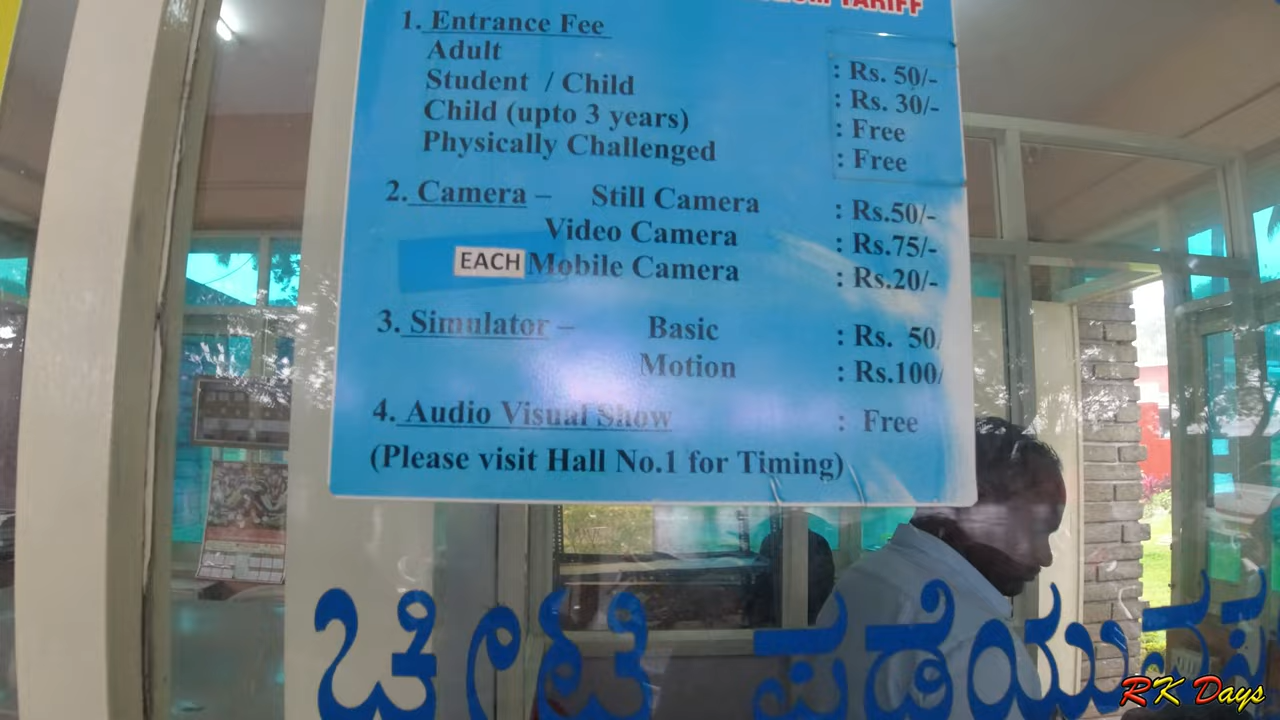 TARIFF
1. Entrance Fee
Adult : Rs. 50/-
Student / Child : Rs. 30/-
Child (upto 3 years) : Free
Physically Challenged : Free
2. Camera – Still Camera : Rs.50/-
Video Camera : Rs.75/-
EACH Mobile Camera : Rs.20/-
3. Simulator – Basic : Rs. 50/
Motion : Rs.100/
4. Audio Visual Show : Free
(Please visit Hall No.1 for Timing)
ಚೀಟಿ ಪಡೆಯುವ
RK Days